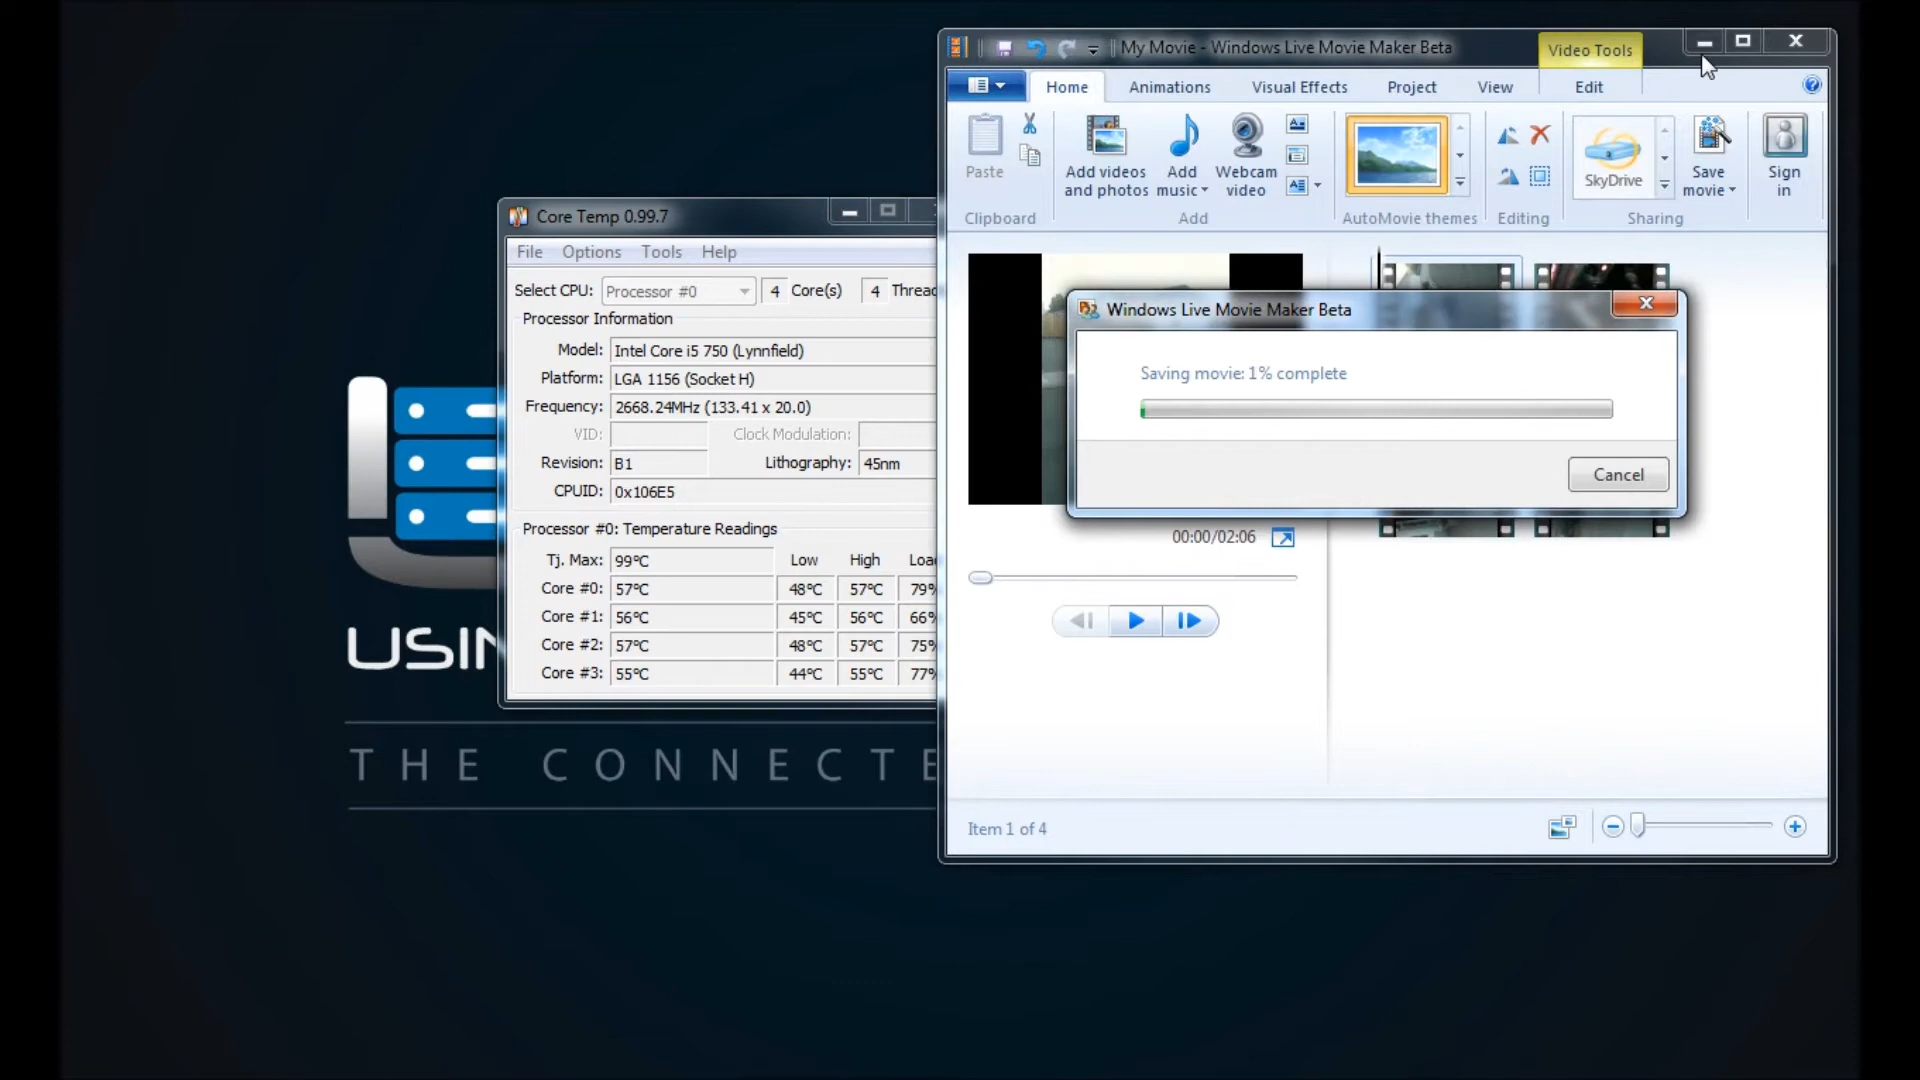 My Movie - Windows Live Movie Maker Beta
Video Tools
Home
Animations
Visual Effects
Project
View
Edit
Paste
Add videos
and photos
Add
music
Webcam
video
SkyDrive
Save
movie
Sign
in
Clipboard
Add
AutoMovie themes
Editing
Sharing
Core Temp 0.99.7
File Options Tools Help
Select CPU: Processor #0 4 Core(s) 4 Thread
Processor Information
Model: Intel Core i5 750 (Lynnfield)
Platform: LGA 1156 (Socket H)
Frequency: 2668.24MHz (133.41 x 20.0)
VID: Clock Modulation:
Revision: B1 Lithography: 45nm
CPUID: 0x106E5
Processor #0: Temperature Readings
Tj. Max: 99°C Low High Loa
Core #0: 57°C 48°C 57°C 79%
Core #1: 56°C 45°C 56°C 66%
Core #2: 57°C 48°C 57°C 75%
Core #3: 55°C 44°C 55°C 77%
Windows Live Movie Maker Beta
Saving movie: 1% complete
Cancel
00:00/02:06
Item 1 of 4
USIN
THE CONNECTE